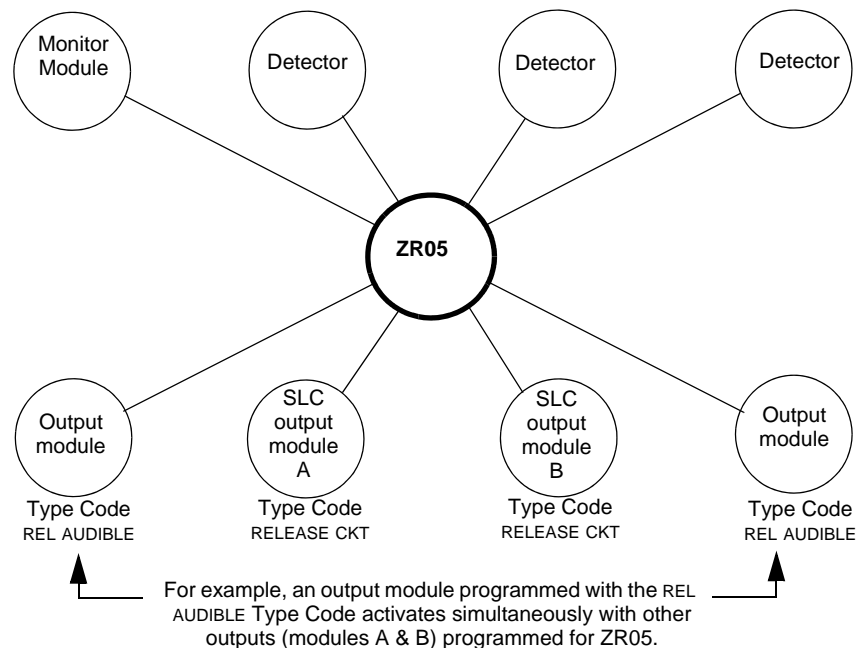 Monitor
Module
Detector
Detector
Detector
ZR05
Output
module
SLC
output
module
A
SLC
output
module
B
Output
module
Type Code
REL AUDIBLE
Type Code
RELEASE CKT
Type Code
RELEASE CKT
Type Code
REL AUDIBLE
For example, an output module programmed with the REL
AUDIBLE Type Code activates simultaneously with other
outputs (modules A & B) programmed for ZR05.